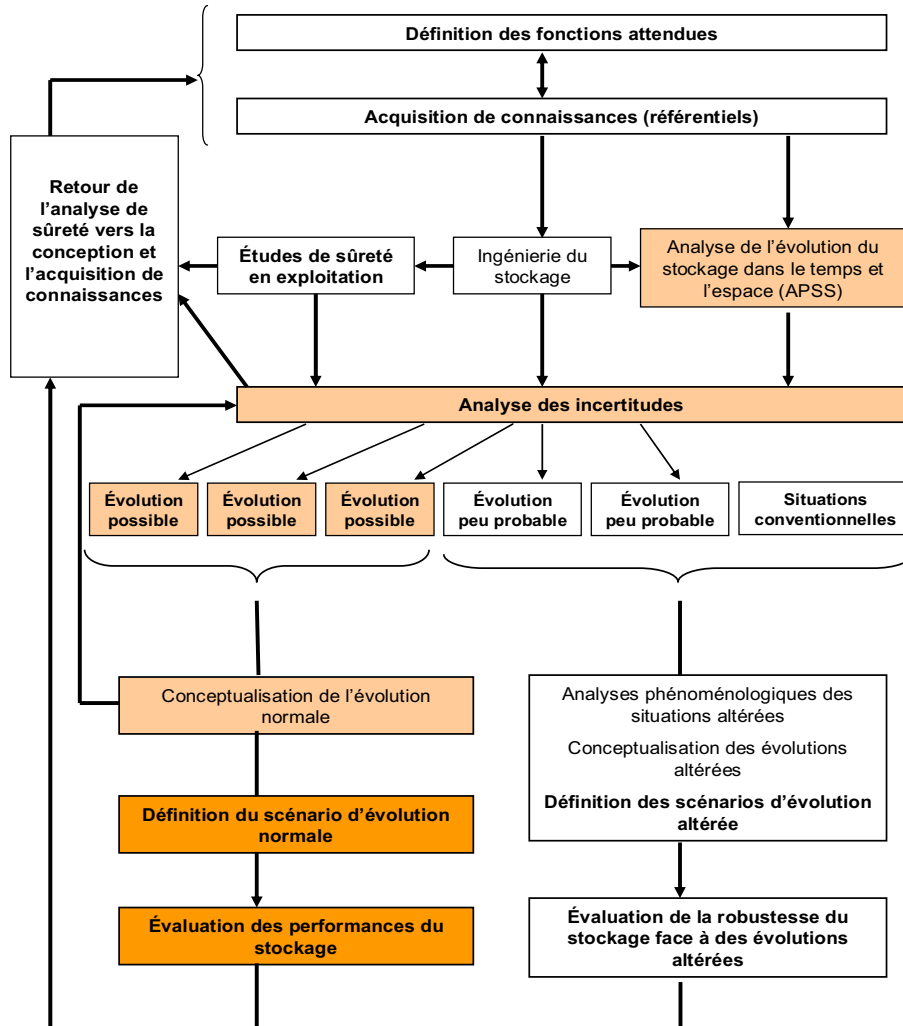 Définition des fonctions attendues
Acquisition de connaissances (référentiels)
Retour de
l'analyse de
sûreté vers la
conception et
l'acquisition de
connaissances
Études de sûreté
en exploitation
Ingénierie du
stockage
Analyse de l'évolution du
stockage dans le temps et
l'espace (APSS)
Analyse des incertitudes
Évolution
possible
Évolution
possible
Évolution
possible
Évolution
peu probable
Évolution
peu probable
Situations
conventionnelles
Conceptualisation de l'évolution
normale
Analyses phénoménologiques des
situations altérées
Conceptualisation des évolutions
altérées
Définition des scénarios d'évolution
altérée
Définition du scénario d'évolution
normale
Évaluation des performances du
stockage
Évaluation de la robustesse du
stockage face à des évolutions
altérées